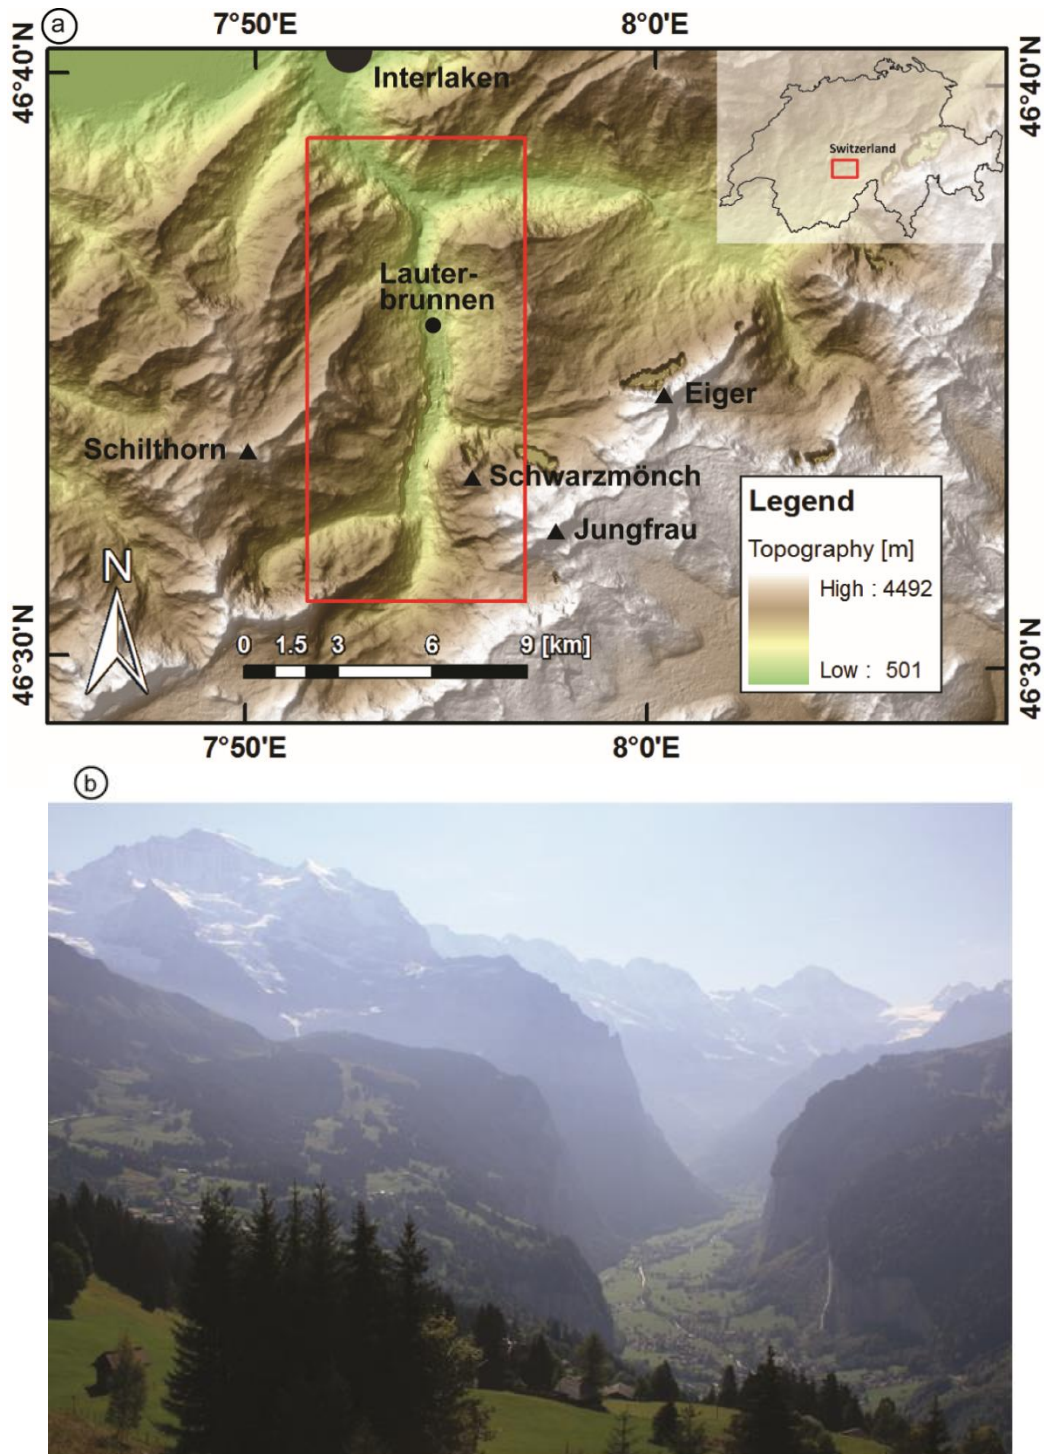 a
7°50'E
8°0'E
46°40'N
46°40'N
Interlaken
Switzerland
Lauter-
brunnen
Eiger
Schilthorn
Schwarzmönch
Jungfrau
Legend
Topography [m]
High : 4492
Low : 501
N
0 1.5 3 6 9 [km]
46°30'N
46°30'N
7°50'E
8°0'E
b